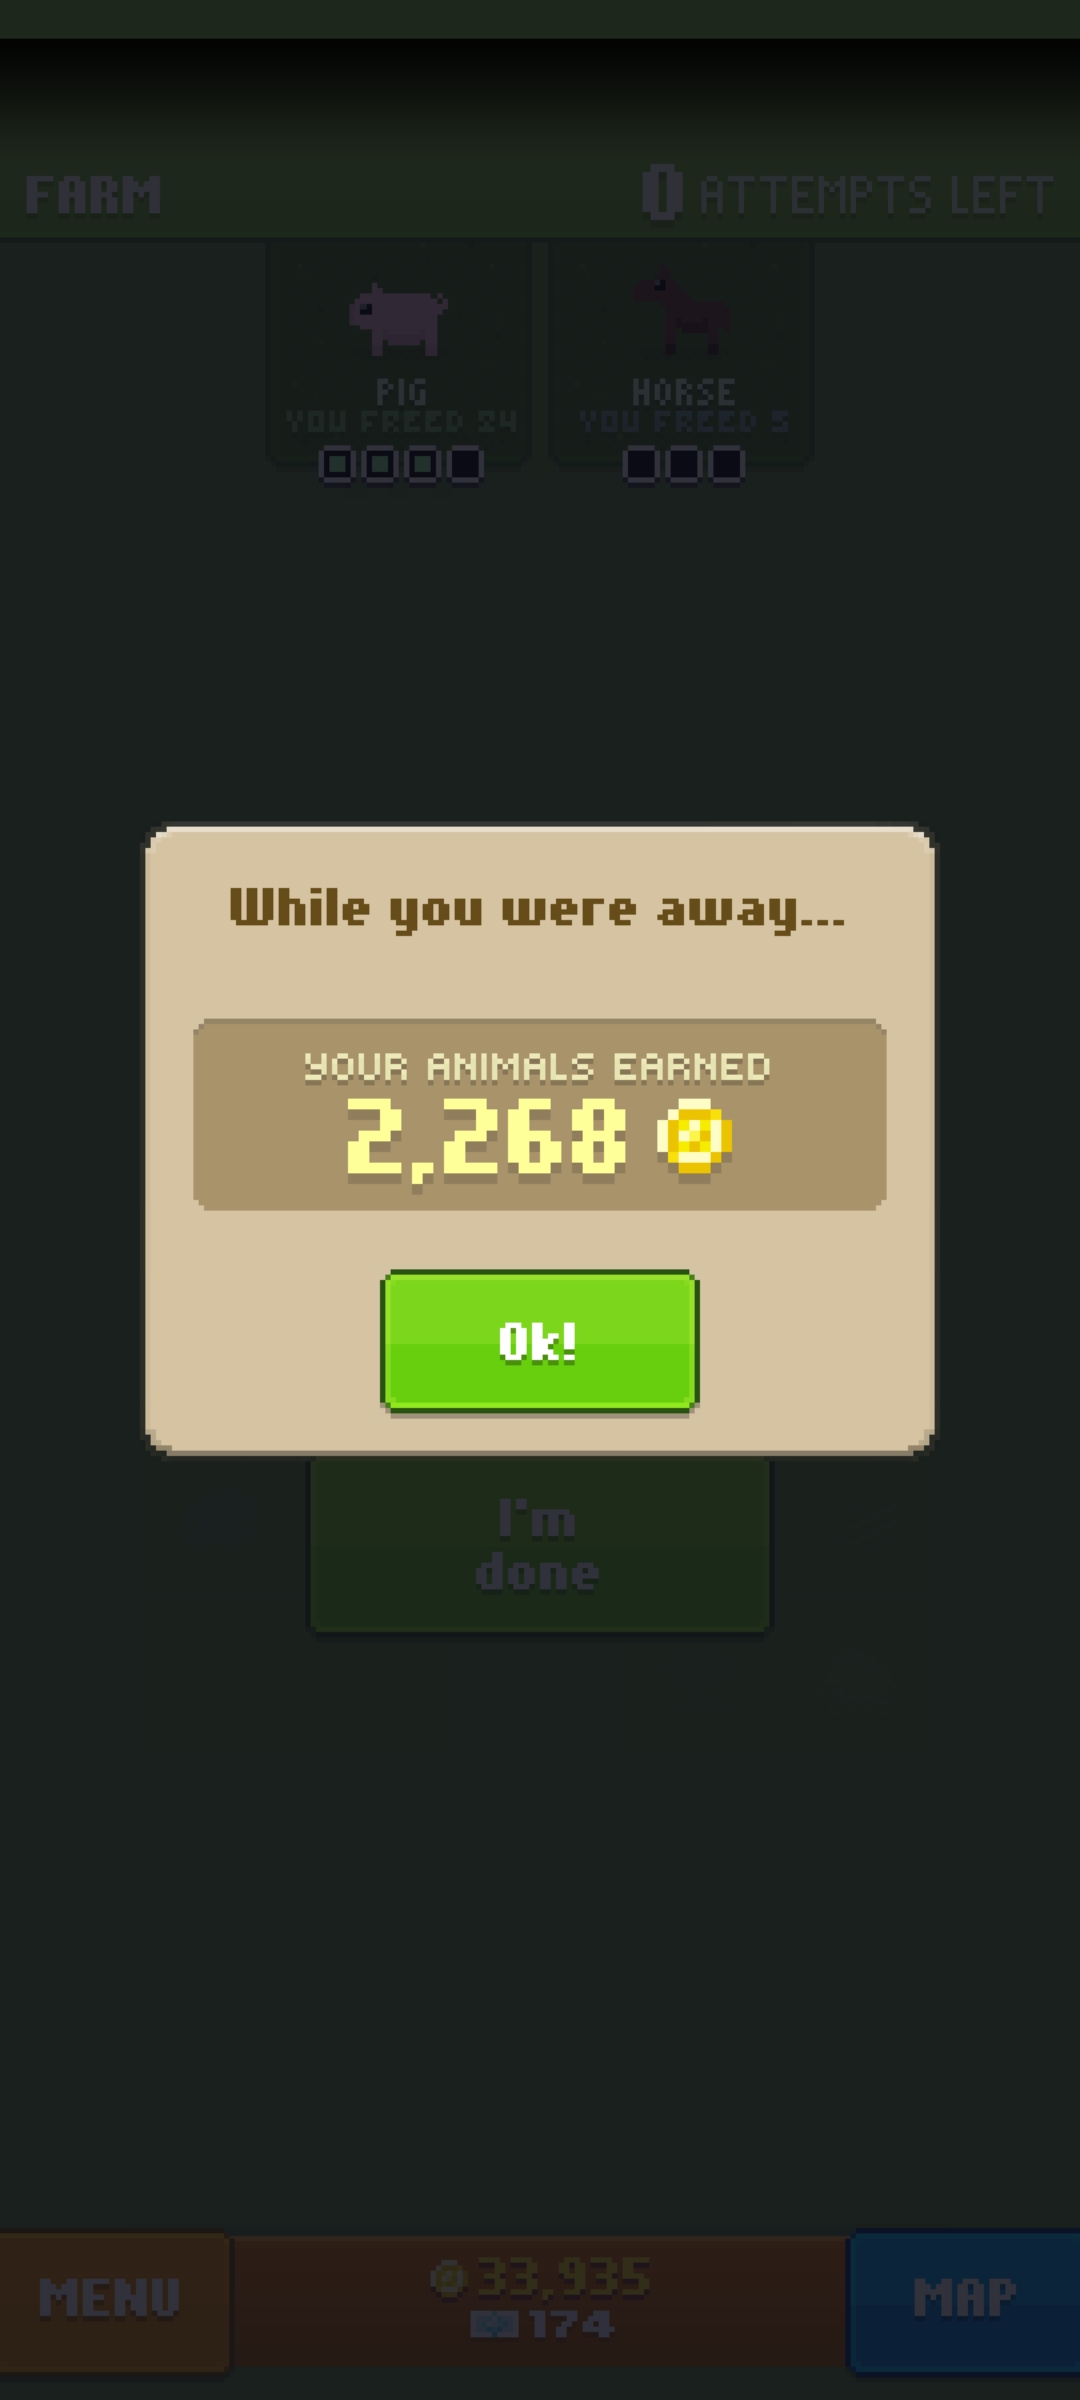 FARM
0 ATTEMPTS LEFT
PIG
YOU FREED 24
HORSE
YOU FREED 5
While you were away...
YOUR ANIMALS EARNED
2,268
Ok!
I'm
done
MENU
33,935
174
MAP